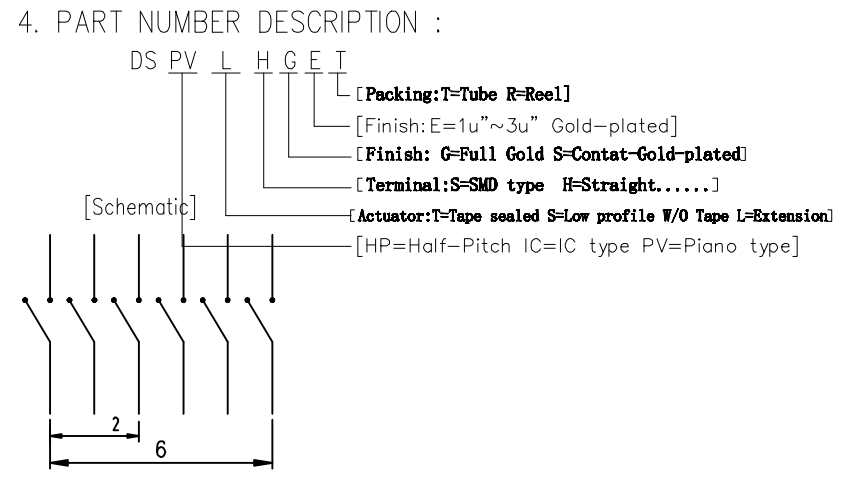 4. PART NUMBER DESCRIPTION :
DS PV L H G E T
[Packing:T=Tube R=Reel]
[Finish:E=1u"~3u" Gold-plated]
[Finish: G=Full Gold S=Contat-Gold-plated]
[Terminal:S=SMD type H=Straight......]
[Schematic]
[Actuator:T=Tape sealed S=Low profile W/O Tape L=Extension]
[HP=Half-Pitch IC=IC type PV=Piano type]
2
6